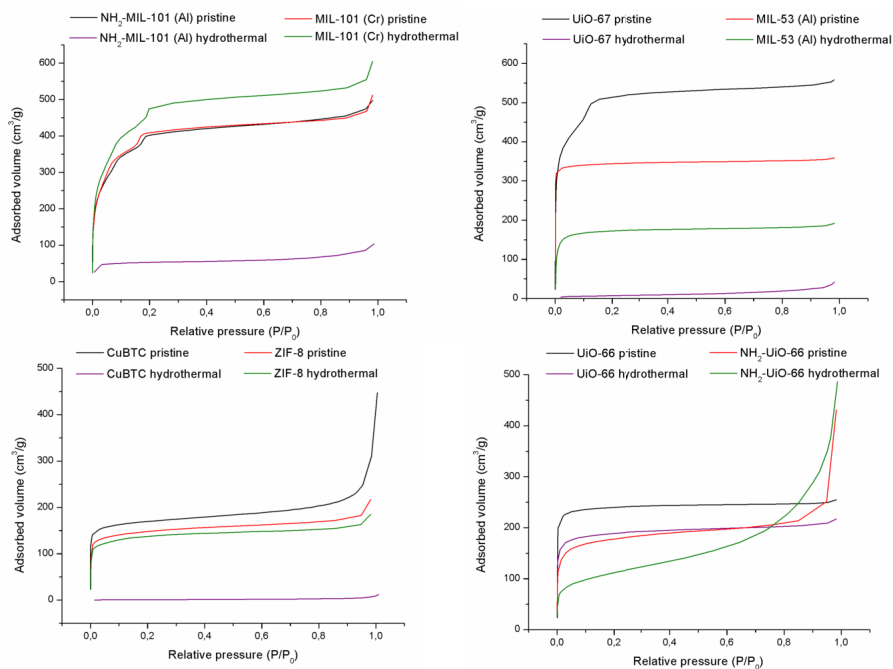 NH₂-MIL-101 (Al) pristine MIL-101 (Cr) pristine
NH₂-MIL-101 (Al) hydrothermal MIL-101 (Cr) hydrothermal
600
500
400
300
200
100
0
Adsorbed volume (cm³/g)
0,0 0,2 0,4 0,6 0,8 1,0
Relative pressure (P/P₀)
UiO-67 pristine MIL-53 (Al) pristine
UiO-67 hydrothermal MIL-53 (Al) hydrothermal
600
500
400
300
200
100
0
Adsorbed volume (cm³/g)
0,0 0,2 0,4 0,6 0,8 1,0
Relative pressure (P/P₀)
CuBTC pristine ZIF-8 pristine
CuBTC hydrothermal ZIF-8 hydrothermal
500
400
300
200
100
0
Adsorbed volume (cm³/g)
0,0 0,2 0,4 0,6 0,8 1,0
Relative pressure (P/P₀)
UiO-66 pristine NH₂-UiO-66 pristine
UiO-66 hydrothermal NH₂-UiO-66 hydrothermal
500
400
300
200
100
0
Adsorbed volume (cm³/g)
0,0 0,2 0,4 0,6 0,8 1,0
Relative pressure (P/P₀)